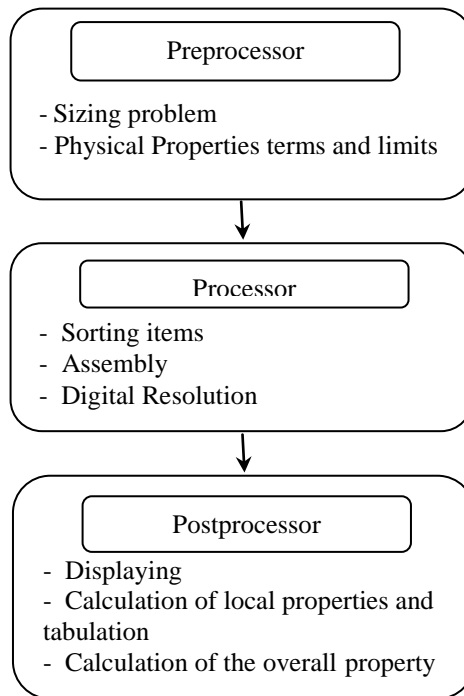 Preprocessor
- Sizing problem
- Physical Properties terms and limits
Processor
- Sorting items
- Assembly
- Digital Resolution
Postprocessor
- Displaying
- Calculation of local properties and
tabulation
- Calculation of the overall property